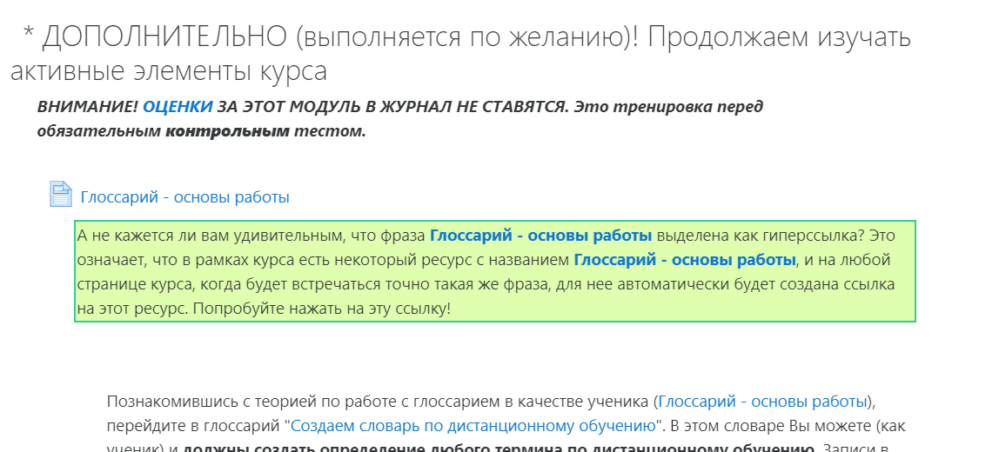 * ДОПОЛНИТЕЛЬНО (выполняется по желанию)! Продолжаем изучать
активные элементы курса
ВНИМАНИЕ! ОЦЕНКИ ЗА ЭТОТ МОДУЛЬ В ЖУРНАЛ НЕ СТАВЯТСЯ. Это тренировка перед
обязательным контрольным тестом.
Глоссарий - основы работы
А не кажется ли вам удивительным, что фраза Глоссарий - основы работы выделена как гиперссылка? Это
означает, что в рамках курса есть некоторый ресурс с названием Глоссарий - основы работы, и на любой
странице курса, когда будет встречаться точно такая же фраза, для нее автоматически будет создана ссылка
на этот ресурс. Попробуйте нажать на эту ссылку!
Познакомившись с теорией по работе с глоссарием в качестве ученика (Глоссарий - основы работы),
перейдите в глоссарий "Создаем словарь по дистанционному обучению". В этом словаре Вы можете (как
ученик) и должны создать определение любого термина по дистанционному обучению. Записи в